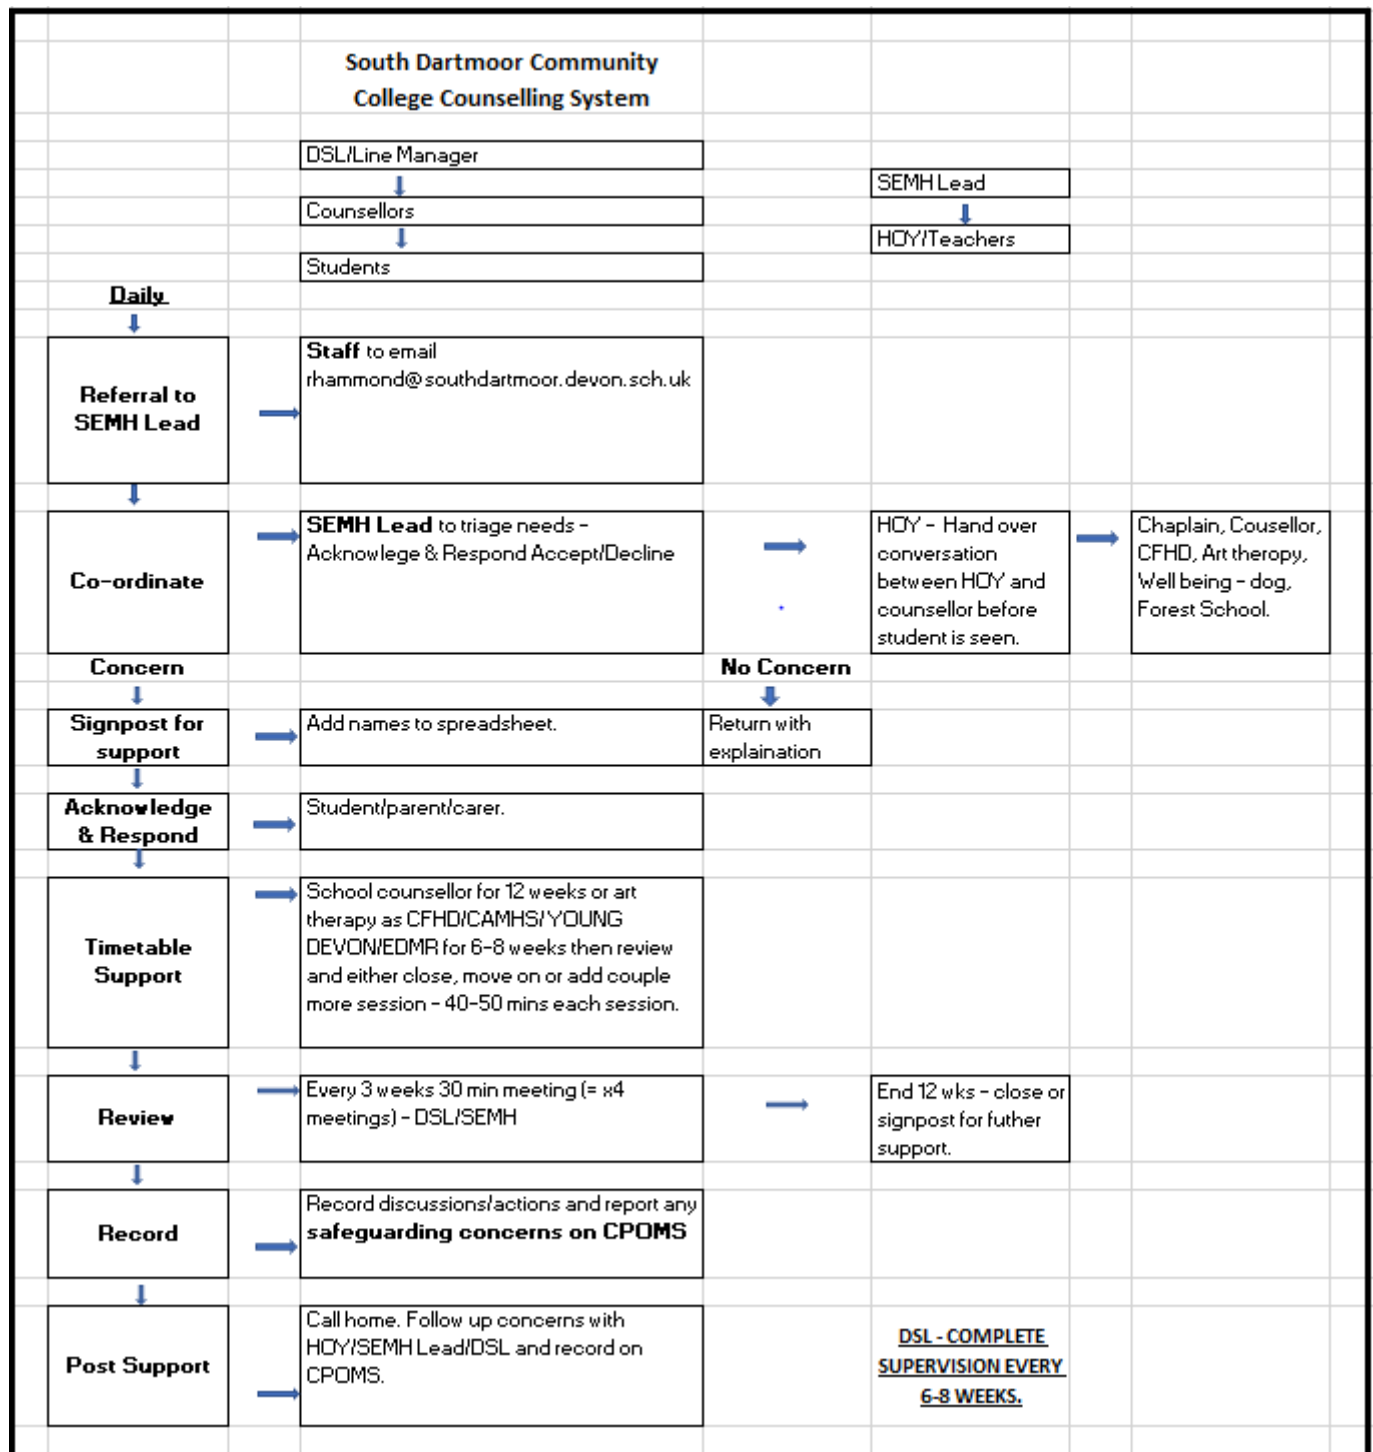 South Dartmoor Community
College Counselling System
DSL/Line Manager
SEMH Lead
Counsellors
HOY/Teachers
Students
Daily
Referral to
SEMH Lead
Staff to email
rhammond@southdartmoor.devon.sch.uk
Co-ordinate
SEMH Lead to triage needs -
Acknowlege & Respond Accept/Decline
HOY - Hand over
conversation
between HOY and
counsellor before
student is seen.
Chaplain, Cousellor,
CFHD, Art theropy,
Well being - dog,
Forest School.
Concern
No Concern
Signpost for
support
Add names to spreadsheet.
Return with
explaination
Acknowledge
& Respond
Student/parent/carer.
Timetable
Support
School counsellor for 12 weeks or art
therapy as CFHD/CAMHS/YOUNG
DEVON/EDMR for 6-8 weeks then review
and either close, move on or add couple
more session - 40-50 mins each session.
Review
Every 3 weeks 30 min meeting (= x4
meetings) - DSL/SEMH
End 12 wks - close or
signpost for futher
support.
Record
Record discussions/actions and report any
safeguarding concerns on CPOMS
Post Support
Call home. Follow up concerns with
HOY/SEMH Lead/DSL and record on
CPOMS.
DSL - COMPLETE
SUPERVISION EVERY
6-8 WEEKS.